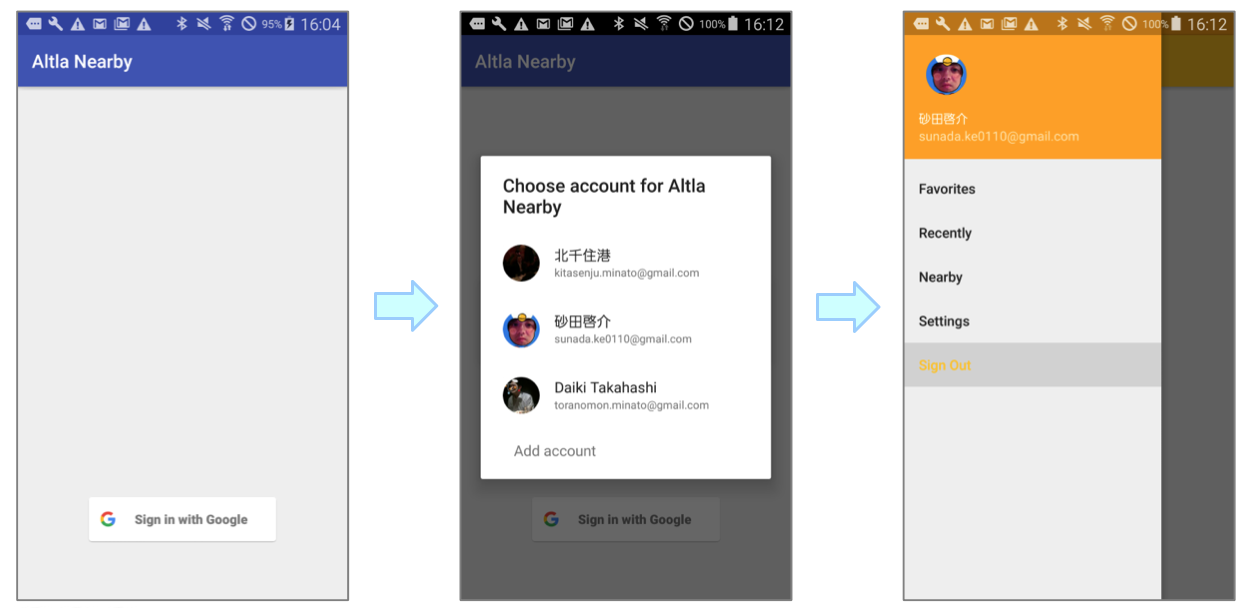 95% 16:04
Altla Nearby
Sign in with Google
100% 16:12
Altla Nearby
Choose account for Altla
Nearby
北千住港
kitasenju.minato@gmail.com
砂田啓介
sunada.ke0110@gmail.com
Daiki Takahashi
toranomon.minato@gmail.com
Add account
Sign in with Google
100% 16:12
砂田啓介
sunada.ke0110@gmail.com
Favorites
Recently
Nearby
Settings
Sign Out